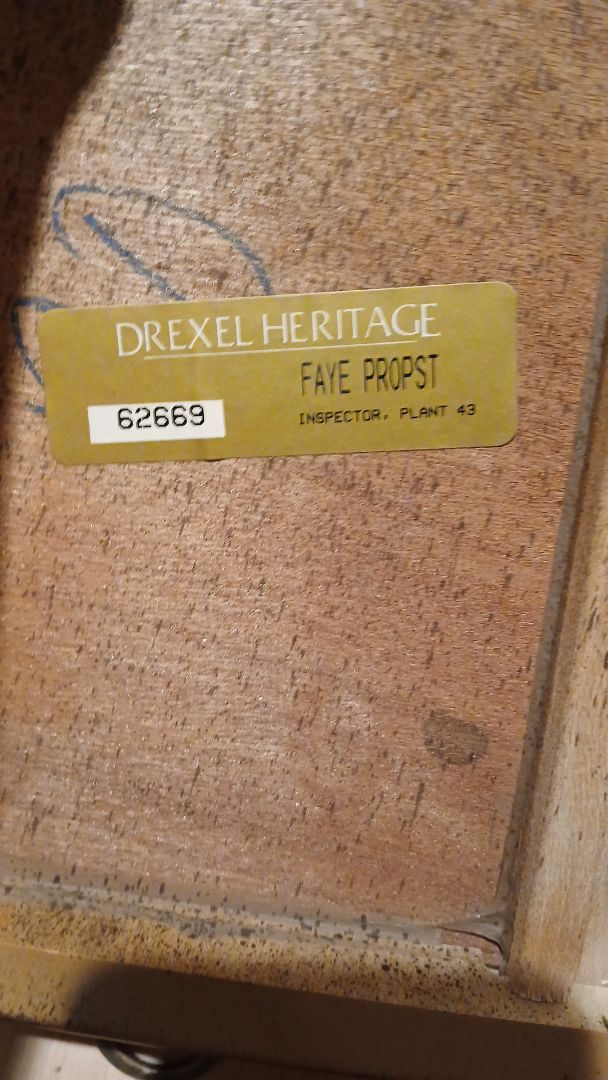 DREXEL HERITAGE
FAYE PROPST
62669
INSPECTOR, PLANT 43